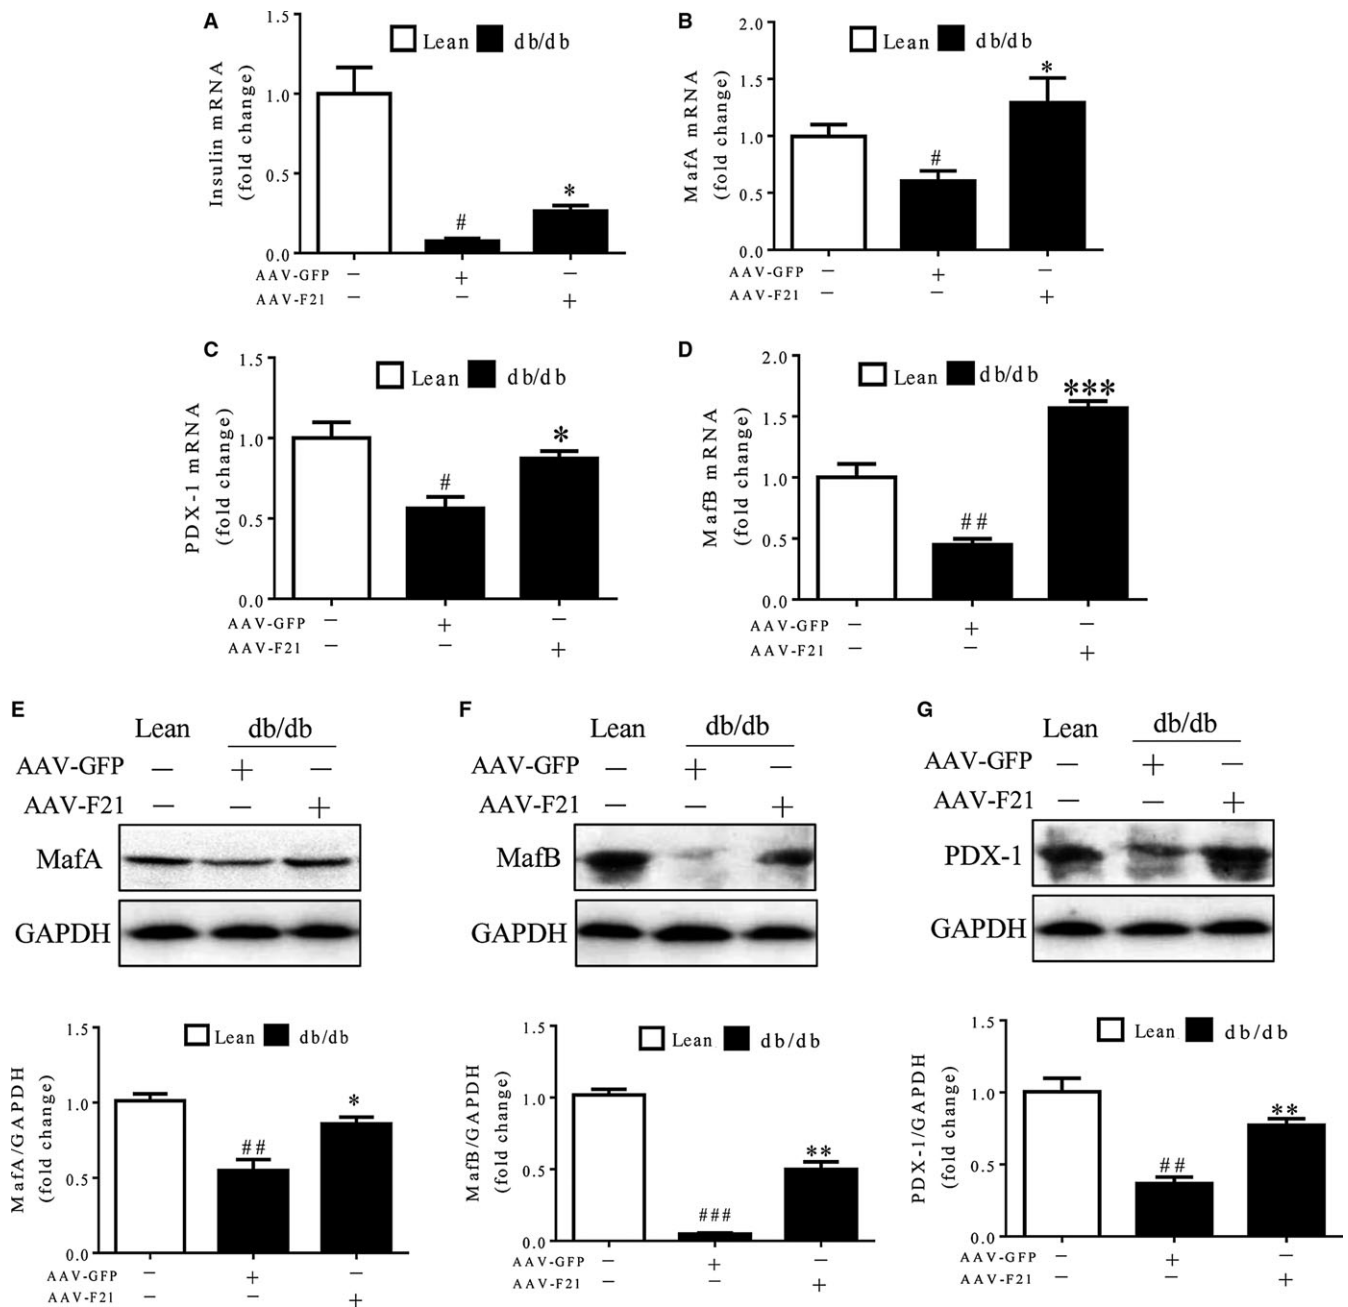 A
Insulin mRNA
(fold change)
1.5
1.0
0.5
0.0
Lean db/db
#
*
AAV-GFP − + −
AAV-F21 − − +
B
MafA mRNA
(fold change)
2.0
1.5
1.0
0.5
0.0
Lean db/db
#
*
AAV-GFP − + −
AAV-F21 − − +
C
PDX-1 mRNA
(fold change)
1.5
1.0
0.5
0.0
Lean db/db
#
*
AAV-GFP − + −
AAV-F21 − − +
D
MafB mRNA
(fold change)
2.0
1.5
1.0
0.5
0.0
Lean db/db
##
***
AAV-GFP − + −
AAV-F21 − − +
E
Lean db/db
AAV-GFP − + −
AAV-F21 − − +
MafA
GAPDH
MafA/GAPDH
(fold change)
1.5
1.0
0.5
0.0
Lean db/db
##
*
AAV-GFP − + −
AAV-F21 − − +
F
Lean db/db
AAV-GFP − + −
AAV-F21 − − +
MafB
GAPDH
MafB/GAPDH
(fold change)
1.5
1.0
0.5
0.0
Lean db/db
###
**
AAV-GFP − + −
AAV-F21 − − +
G
Lean db/db
AAV-GFP − + −
AAV-F21 − − +
PDX-1
GAPDH
PDX-1/GAPDH
(fold change)
1.5
1.0
0.5
0.0
Lean db/db
##
**
AAV-GFP − + −
AAV-F21 − − +